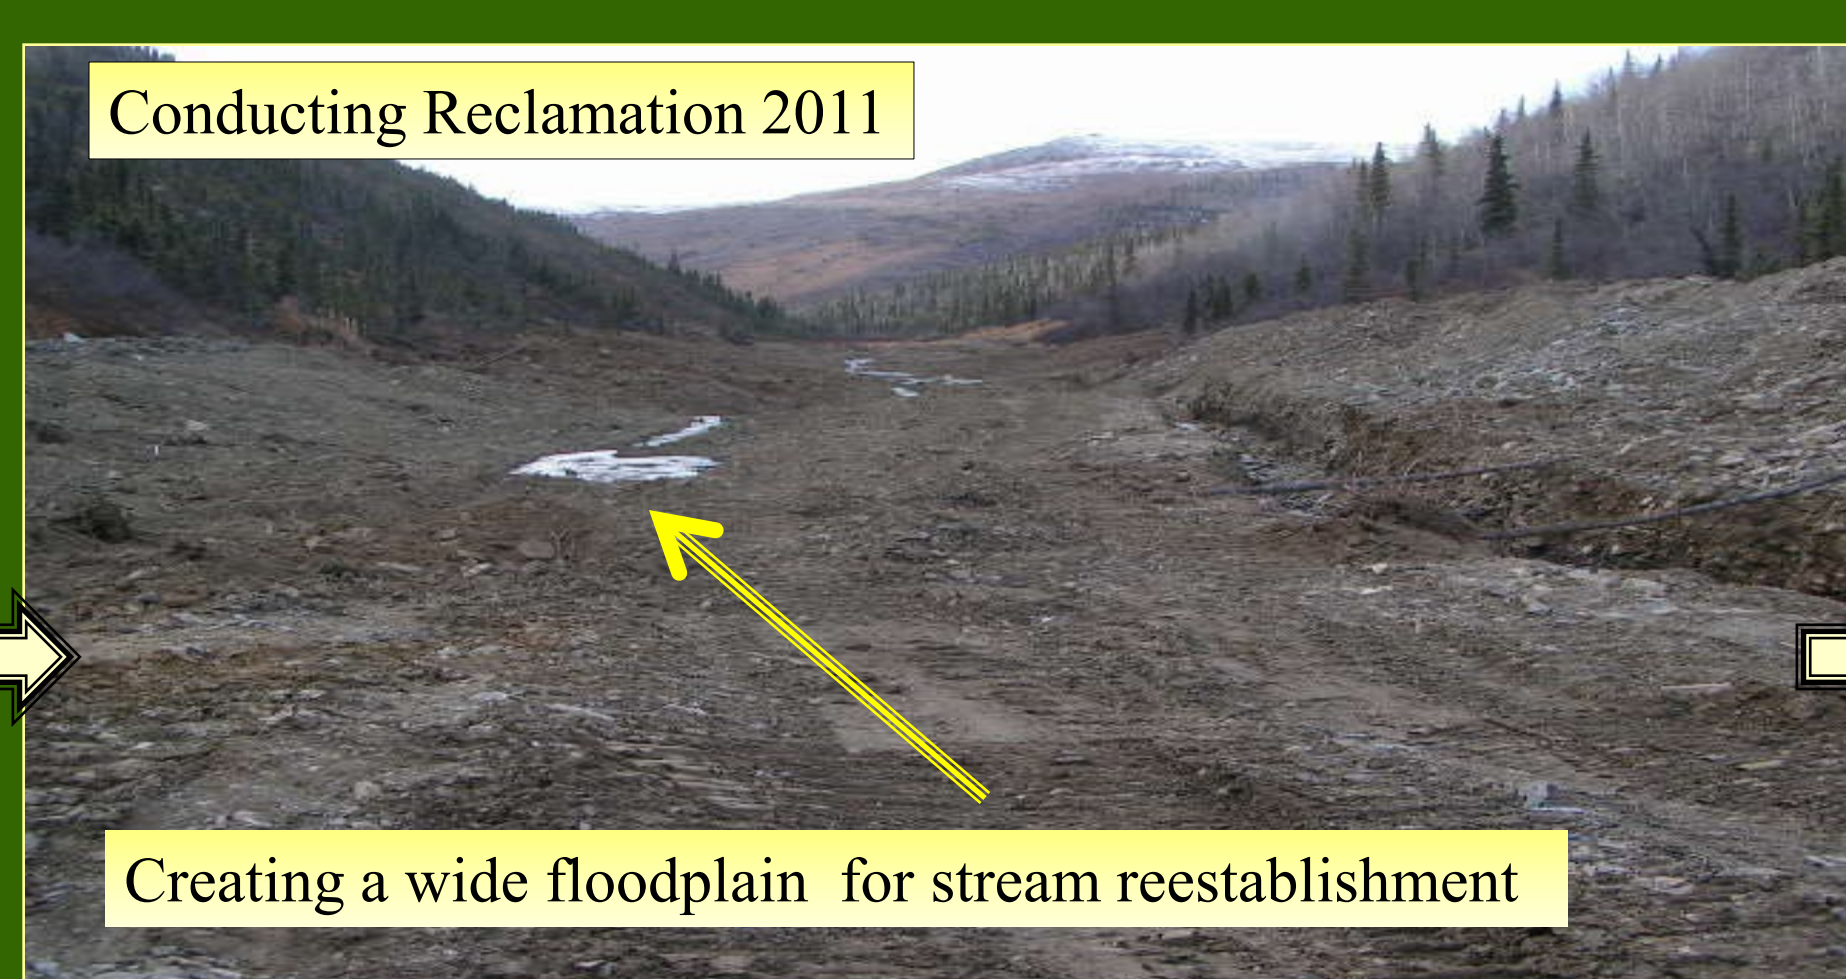 Conducting Reclamation 2011
Creating a wide floodplain  for stream reestablishment